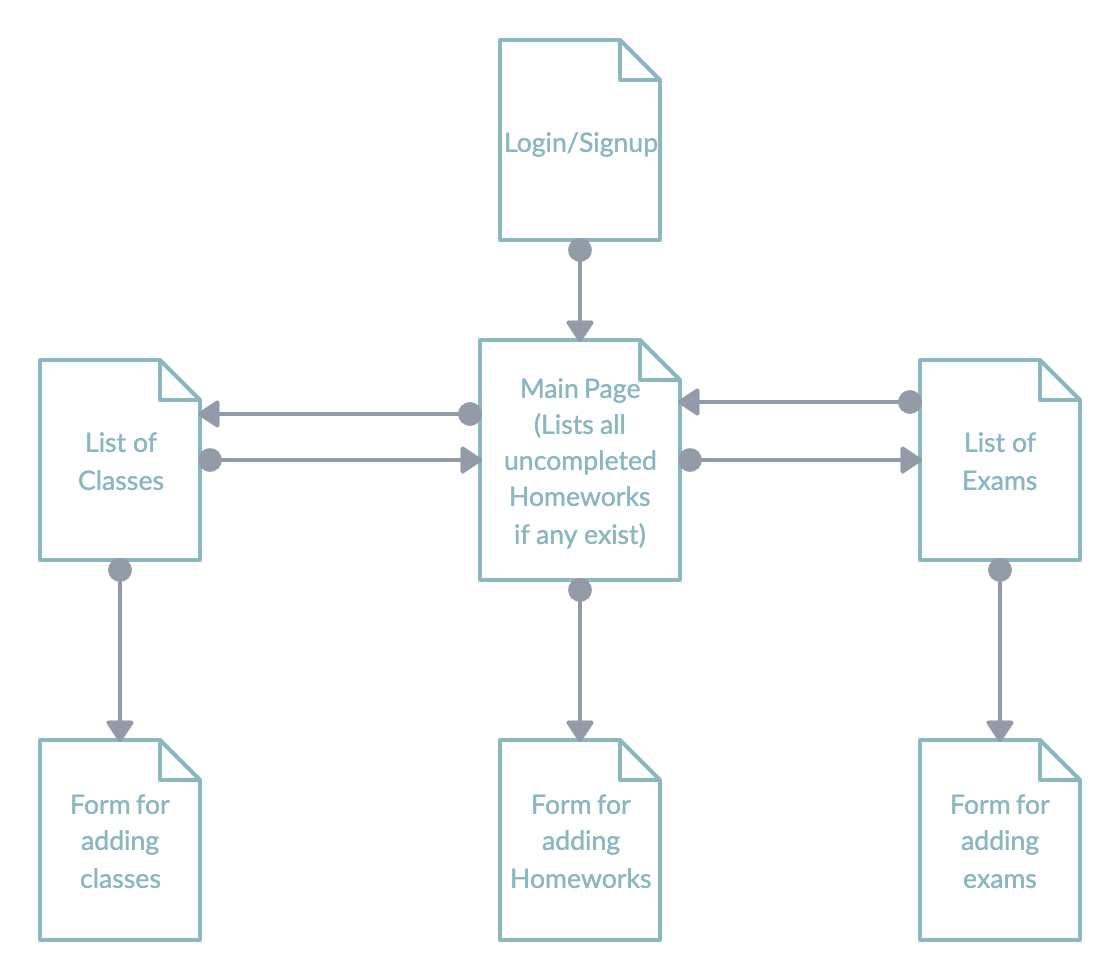 Login/Signup
List of
Classes
Main Page
(Lists all
uncompleted
Homeworks
if any exist)
List of
Exams
Form for
adding
classes
Form for
adding
Homeworks
Form for
adding
exams